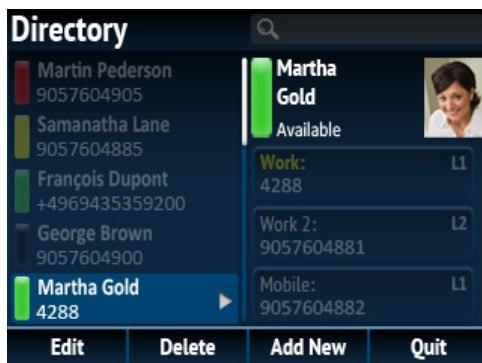 Directory
Martin Pederson
9057604905
Samanatha Lane
9057604885
François Dupont
+4969435359200
George Brown
9057604900
Martha Gold
4288
Martha
Gold
Available
Work: L1
4288
Work 2: L2
9057604881
Mobile: L1
9057604882
Edit Delete Add New Quit